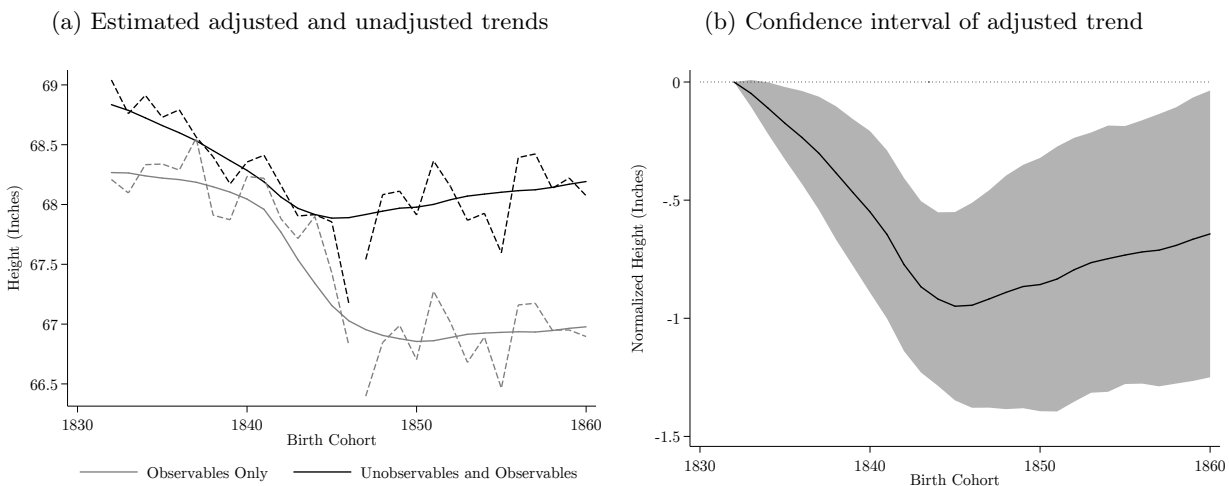 (a) Estimated adjusted and unadjusted trends
69
68.5
68
67.5
67
66.5
Height (Inches)
1830
1840
1850
1860
Birth Cohort
Observables Only
Unobservables and Observables
(b) Confidence interval of adjusted trend
0
-.5
-1
-1.5
Normalized Height (Inches)
1830
1840
1850
1860
Birth Cohort